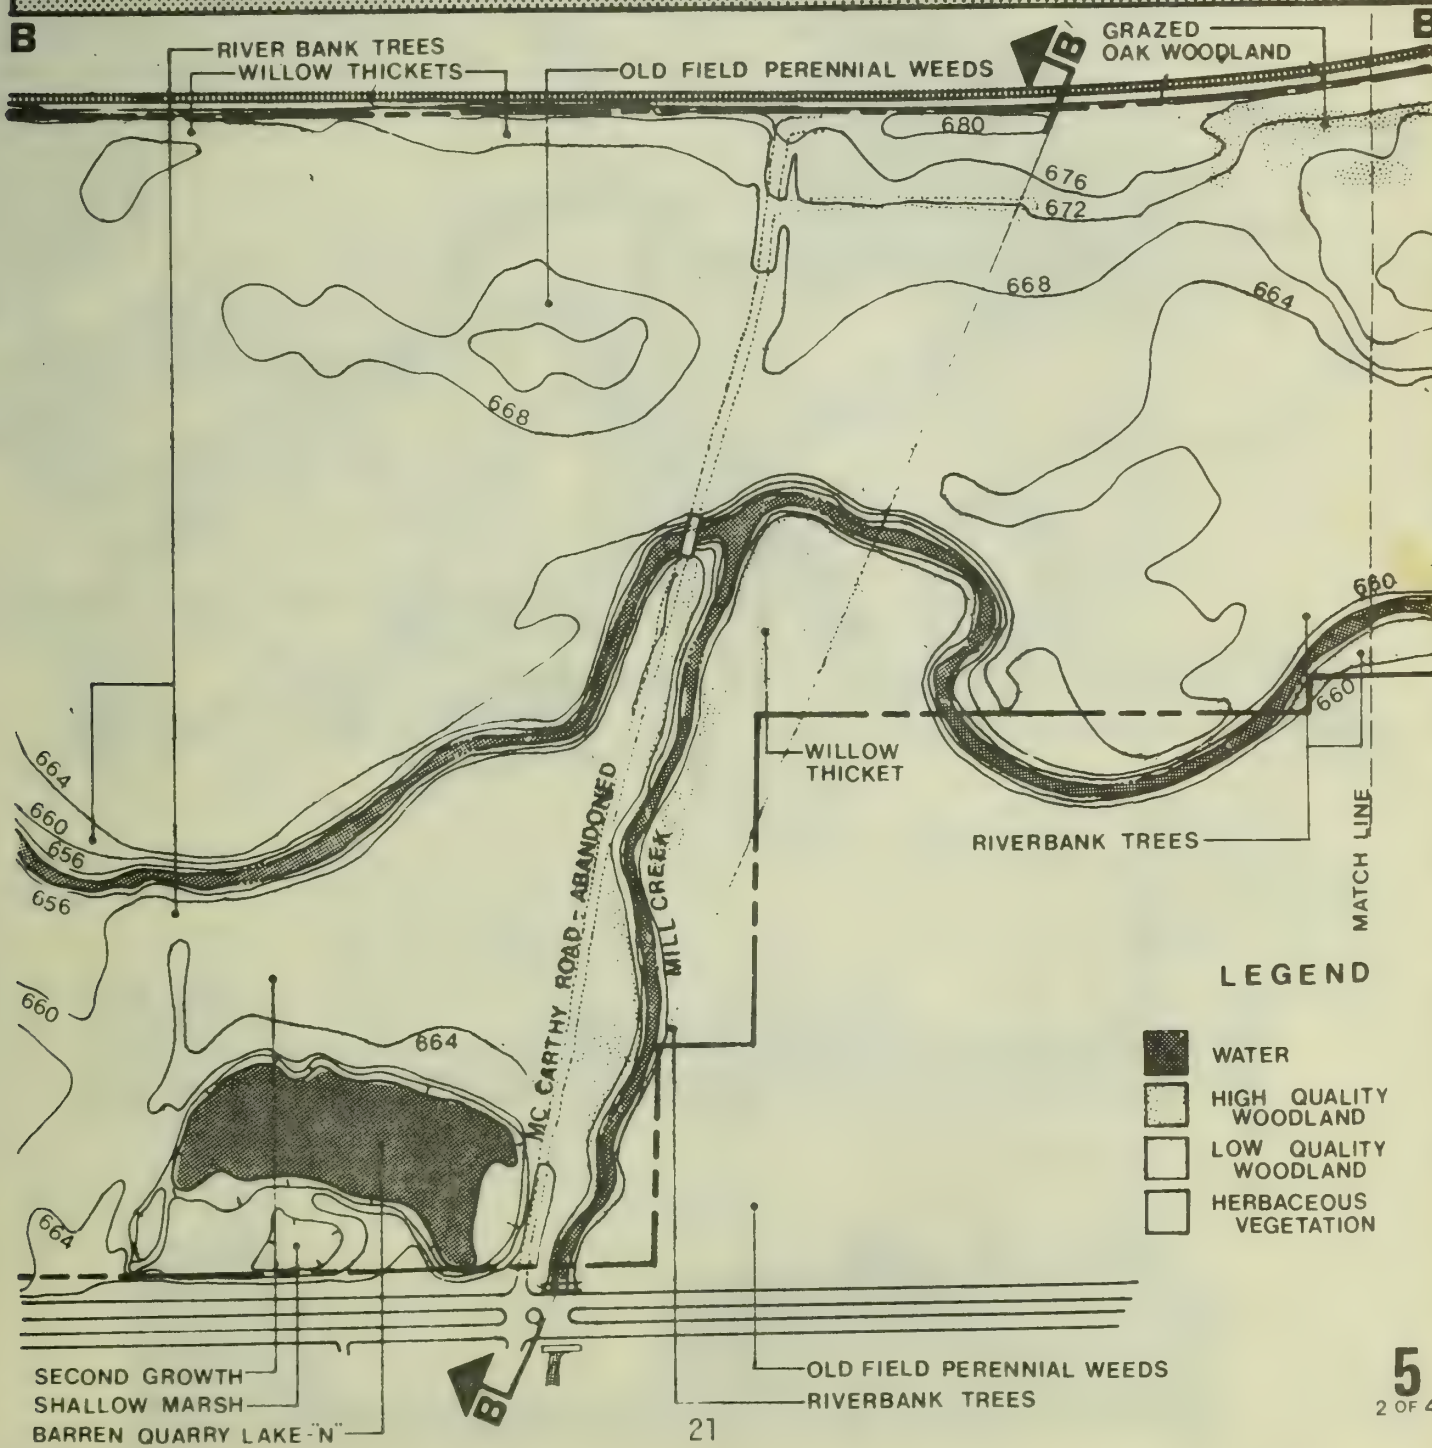 B
B
RIVER BANK TREES
WILLOW THICKETS
OLD FIELD PERENNIAL WEEDS
B
GRAZED
OAK WOODLAND
680
676
672
668
664
668
660
660
WILLOW
THICKET
RIVERBANK TREES
MATCH LINE
664
660
656
656
660
MC CARTHY ROAD - ABANDONED
MILL CREEK
664
664
LEGEND
WATER
HIGH QUALITY
WOODLAND
LOW QUALITY
WOODLAND
HERBACEOUS
VEGETATION
SECOND GROWTH
SHALLOW MARSH
BARREN QUARRY LAKE-"N"
B
OLD FIELD PERENNIAL WEEDS
RIVERBANK TREES
21
5
2 OF 4